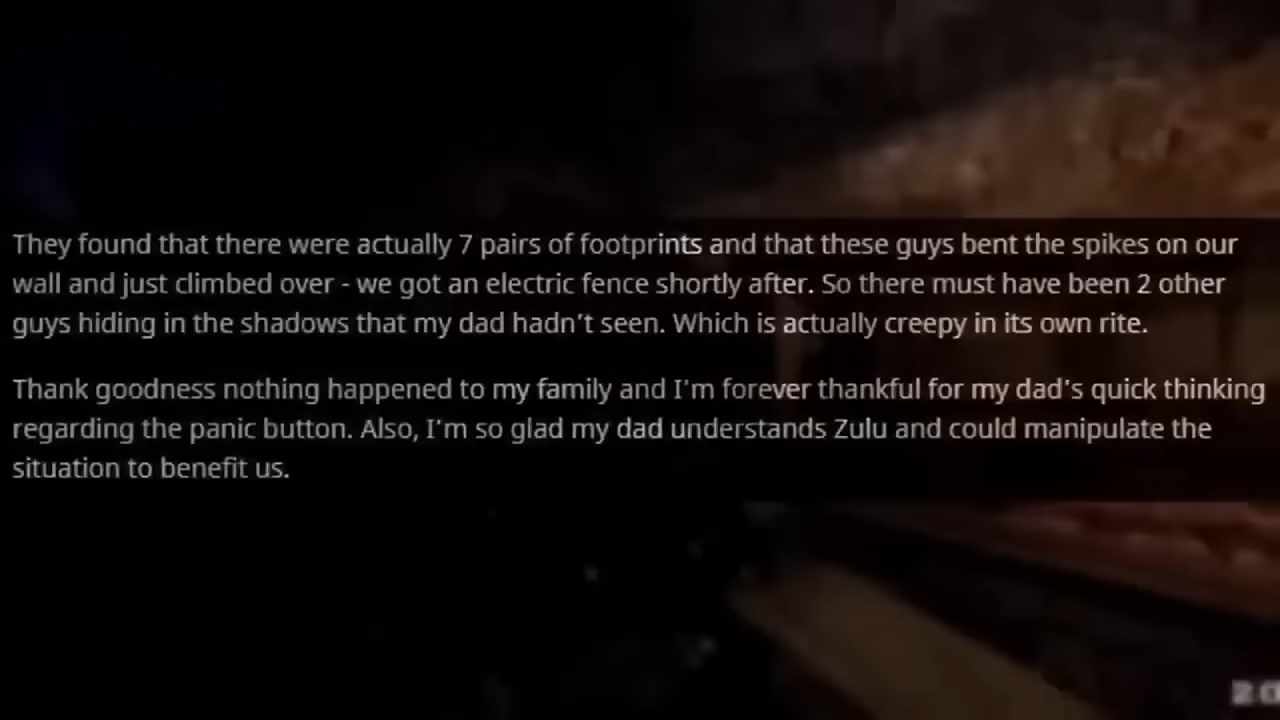 They found that there were actually 7 pairs of footprints and that these guys bent the spikes on our
wall and just climbed over - we got an electric fence shortly after. So there must have been 2 other
guys hiding in the shadows that my dad hadn't seen. Which is actually creepy in its own rite.
Thank goodness nothing happened to my family and I'm forever thankful for my dad's quick thinking
regarding the panic button. Also, I'm so glad my dad understands Zulu and could manipulate the
situation to benefit us.
20